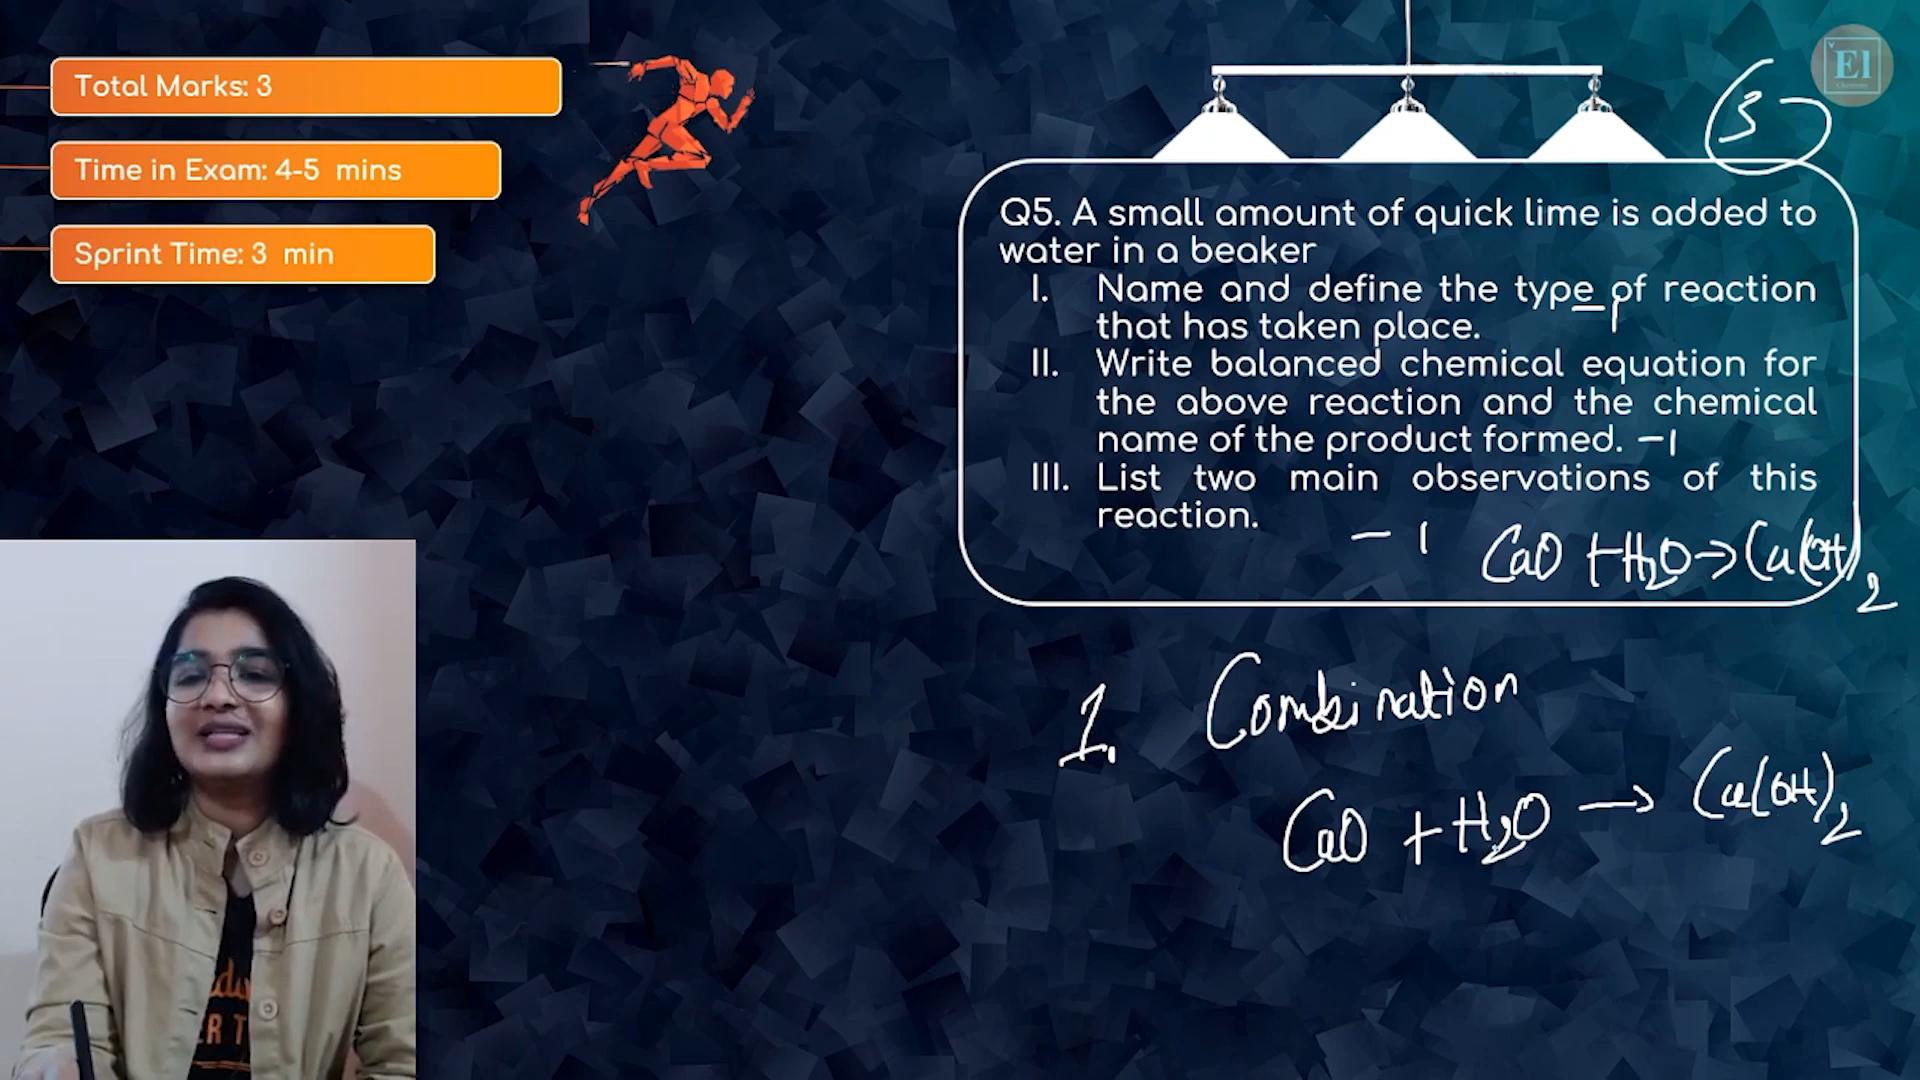 Total Marks: 3
Time in Exam: 4-5 mins
Sprint Time: 3 min
El
Chemistry
3
Q5. A small amount of quick lime is added to
water in a beaker
I. Name and define the type of reaction
that has taken place. - 1
II. Write balanced chemical equation for
the above reaction and the chemical
name of the product formed. - 1
III. List two main observations of this
reaction. - 1
CaO + H₂O → Ca(OH)₂
1. Combination
CaO + H₂O → Ca(OH)₂
ER T